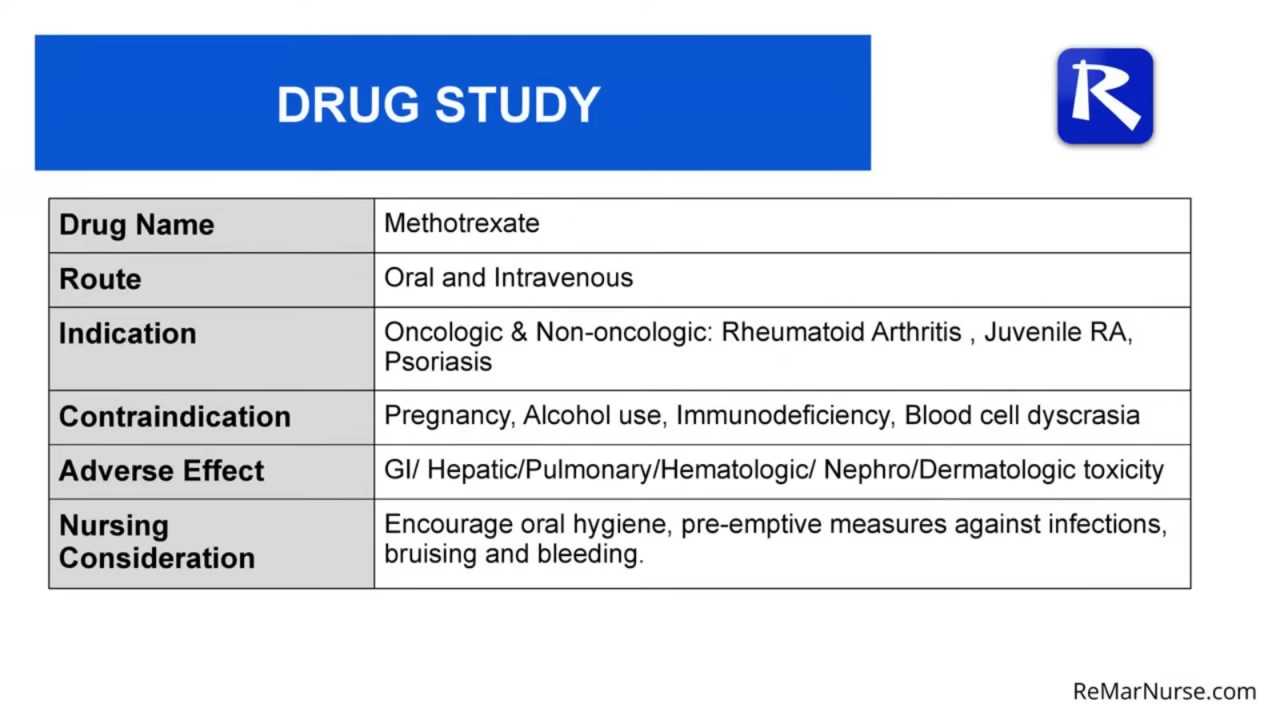 DRUG STUDY
R
Drug Name
Methotrexate
Route
Oral and Intravenous
Indication
Oncologic & Non-oncologic: Rheumatoid Arthritis , Juvenile RA,
Psoriasis
Contraindication
Pregnancy, Alcohol use, Immunodeficiency, Blood cell dyscrasia
Adverse Effect
GI/ Hepatic/Pulmonary/Hematologic/ Nephro/Dermatologic toxicity
Nursing
Consideration
Encourage oral hygiene, pre-emptive measures against infections,
bruising and bleeding.
ReMarNurse.com